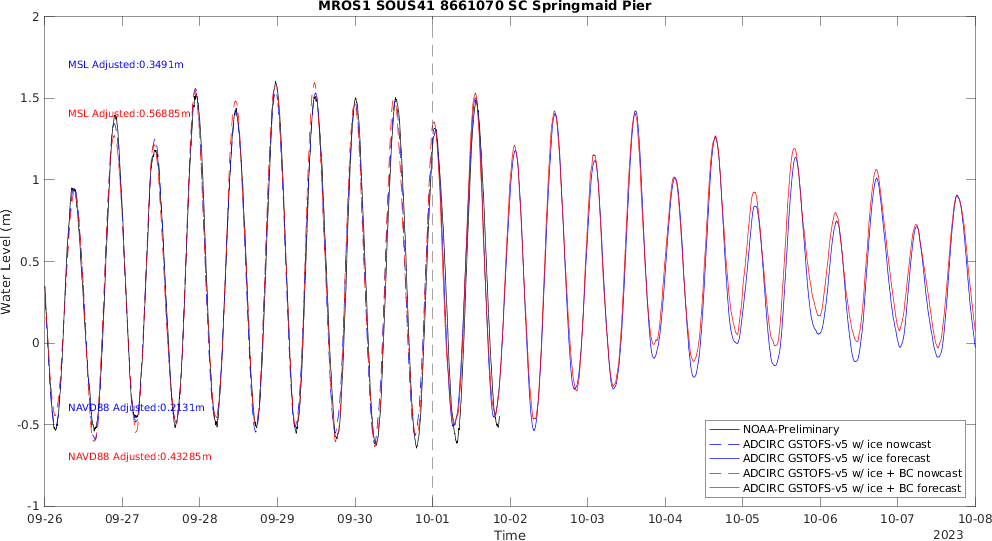 MROS1 SOUS41 8661070 SC Springmaid Pier
2
1.5
1
0.5
0
-0.5
-1
Water Level (m)
MSL Adjusted:0.3491m
MSL Adjusted:0.56885m
NAVD88 Adjusted:0.2131m
NAVD88 Adjusted:0.43285m
NOAA-Preliminary
ADCIRC GSTOFS-v5 w/ ice nowcast
ADCIRC GSTOFS-v5 w/ ice forecast
ADCIRC GSTOFS-v5 w/ ice + BC nowcast
ADCIRC GSTOFS-v5 w/ ice + BC forecast
09-26 09-27 09-28 09-29 09-30 10-01 10-02 10-03 10-04 10-05 10-06 10-07 10-08
Time
2023